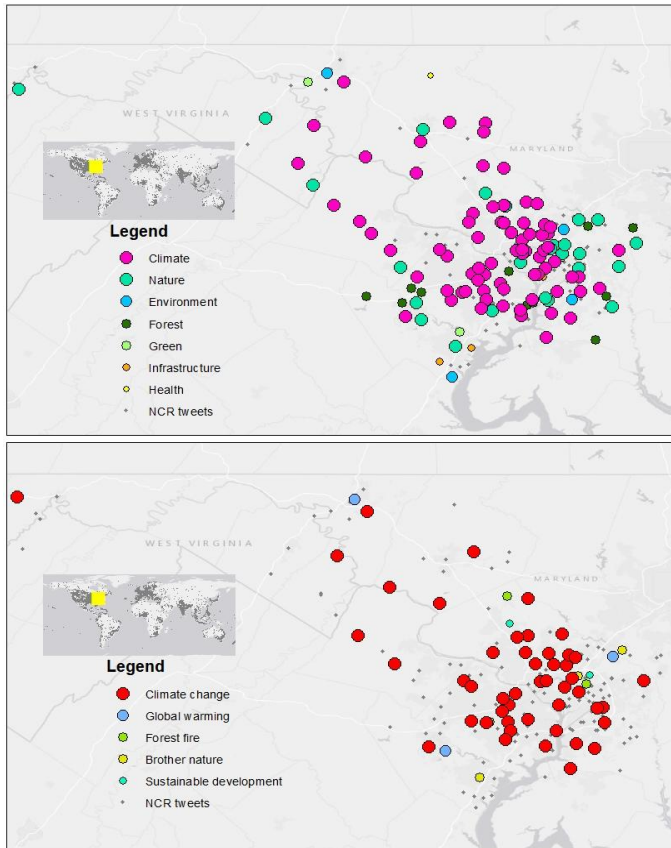 WEST VIRGINIA
MARYLAND
Legend
Climate
Nature
Environment
Forest
Green
Infrastructure
Health
NCR tweets
WEST VIRGINIA
MARYLAND
Legend
Climate change
Global warming
Forest fire
Brother nature
Sustainable development
NCR tweets